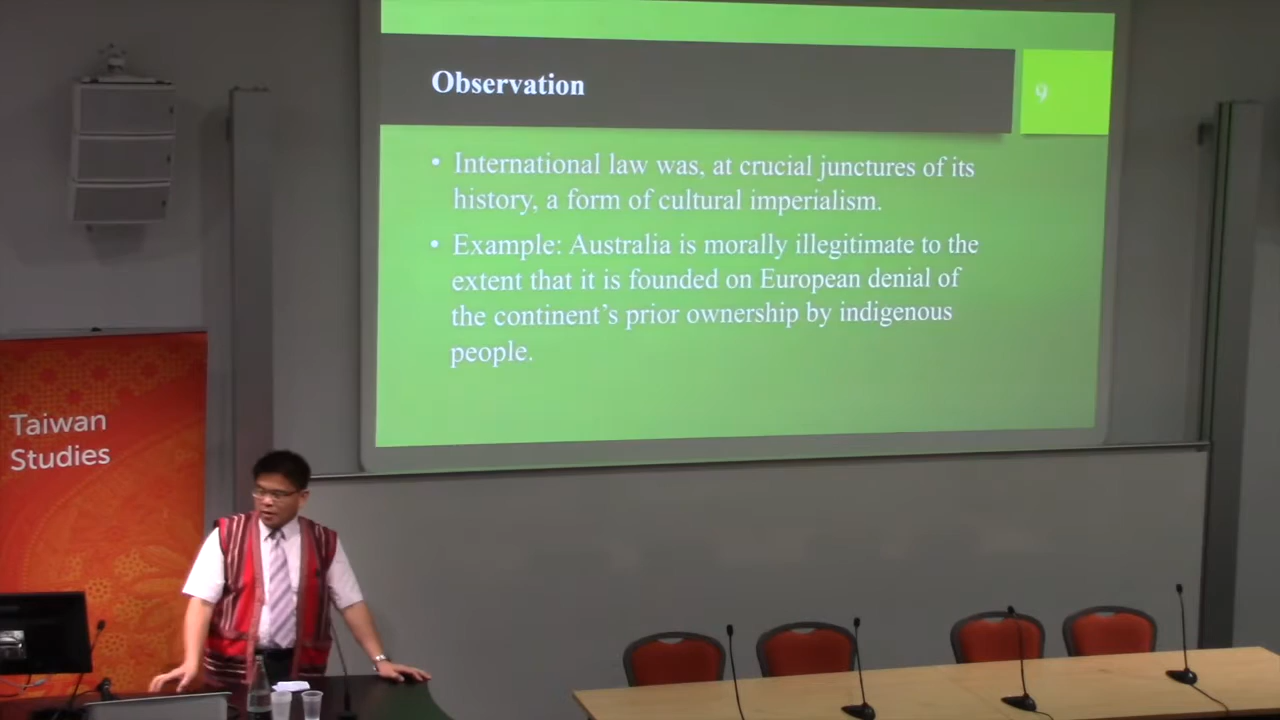 Observation
9
• International law was, at crucial junctures of its
history, a form of cultural imperialism.
• Example: Australia is morally illegitimate to the
extent that it is founded on European denial of
the continent's prior ownership by indigenous
people.
Taiwan
Studies